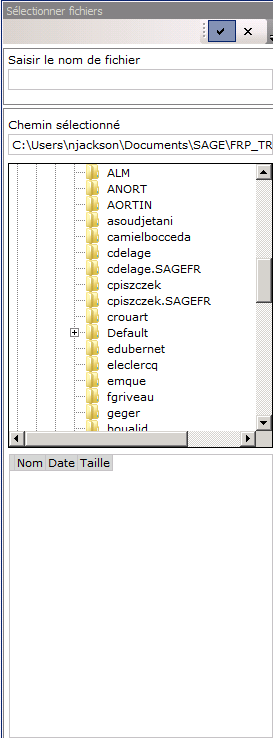 Sélectionner fichiers
Saisir le nom de fichier
Chemin sélectionné
C:\Users\njackson\Documents\SAGE\FRP_TR
ALM
ANORT
AORTIN
asoudjetani
camielbocceda
cdelage
cdelage.SAGEFR
cpiszczek
cpiszczek.SAGEFR
crouart
Default
edubernet
eleclercq
emque
fgriveau
geger
houalid
Nom Date Taille